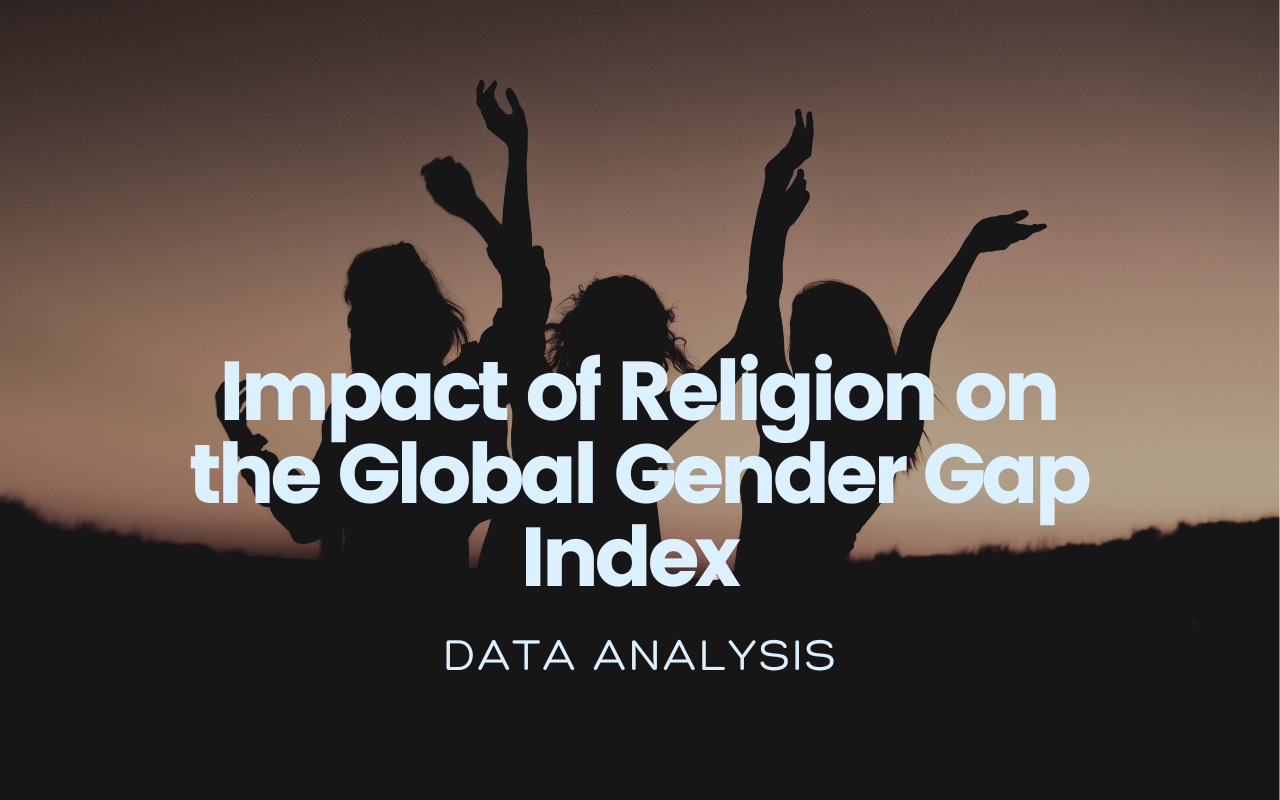 Impact of Religion on
the Global Gender Gap
Index
DATA ANALYSIS